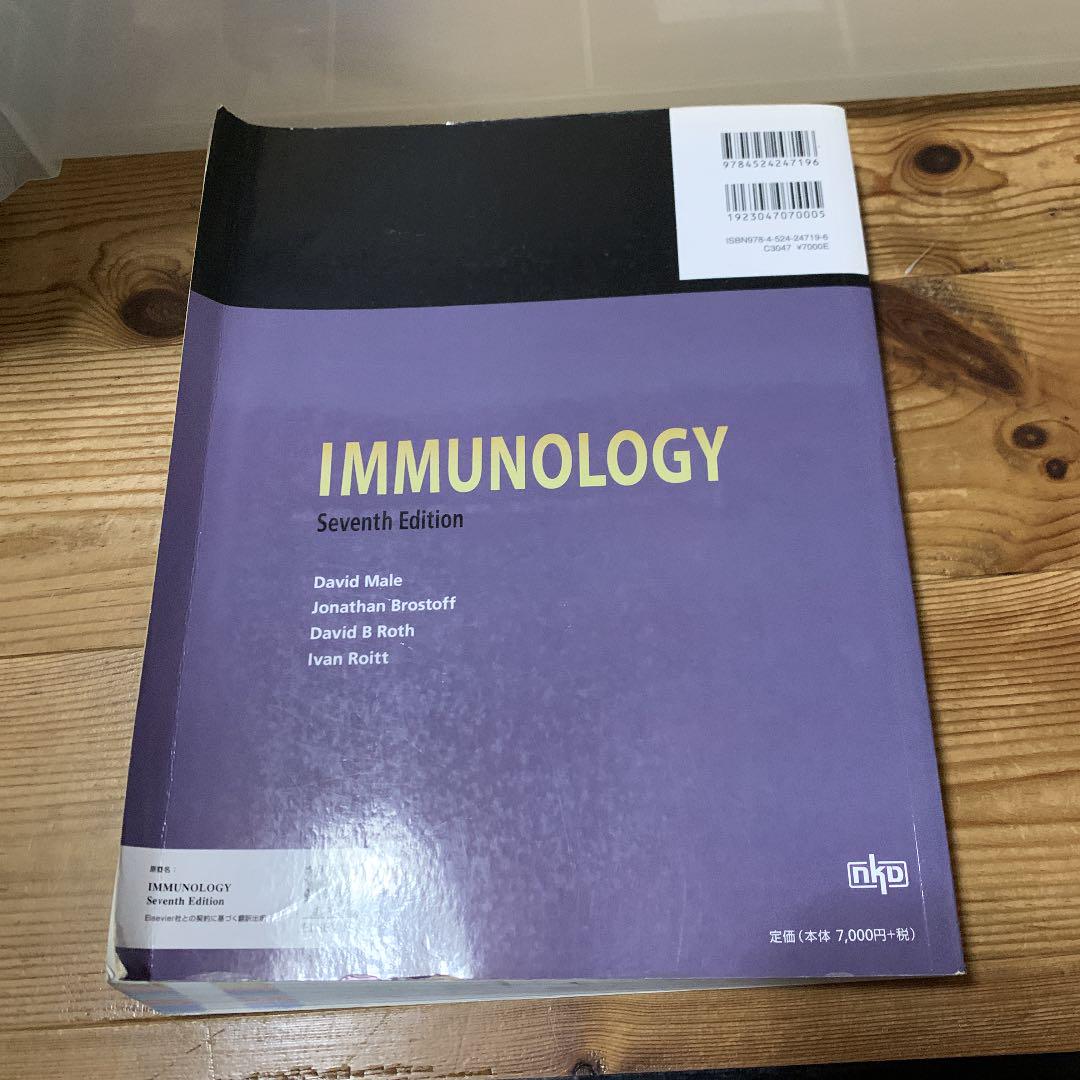 9784524247196
1923047070005
ISBN978-4-524-24719-6
C3047 ¥7000E
IMMUNOLOGY
Seventh Edition
David Male
Jonathan Brostoff
David B Roth
Ivan Roitt
原書名：
IMMUNOLOGY
Seventh Edition
Elsevier社との契約に基づく翻訳出版
nkD
定価（本体 7,000円+税）